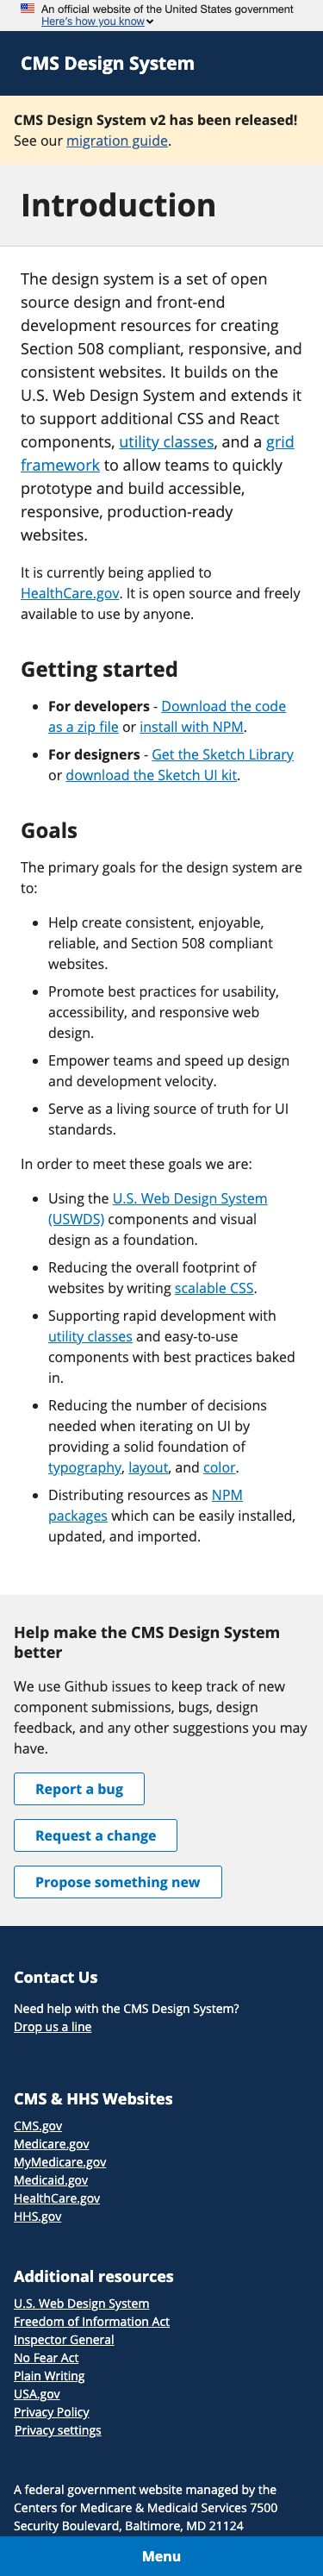 An official website of the United States government
Here's how you know
CMS Design System
CMS Design System v2 has been released!
See our migration guide.
Introduction
The design system is a set of open
source design and front-end
development resources for creating
Section 508 compliant, responsive, and
consistent websites. It builds on the
U.S. Web Design System and extends it
to support additional CSS and React
components, utility classes, and a grid
framework to allow teams to quickly
prototype and build accessible,
responsive, production-ready
websites.
It is currently being applied to
HealthCare.gov. It is open source and freely
available to use by anyone.
Getting started
• For developers - Download the code
as a zip file or install with NPM.
• For designers - Get the Sketch Library
or download the Sketch UI kit.
Goals
The primary goals for the design system are
to:
• Help create consistent, enjoyable,
reliable, and Section 508 compliant
websites.
• Promote best practices for usability,
accessibility, and responsive web
design.
• Empower teams and speed up design
and development velocity.
• Serve as a living source of truth for UI
standards.
In order to meet these goals we are:
• Using the U.S. Web Design System
(USWDS) components and visual
design as a foundation.
• Reducing the overall footprint of
websites by writing scalable CSS.
• Supporting rapid development with
utility classes and easy-to-use
components with best practices baked
in.
• Reducing the number of decisions
needed when iterating on UI by
providing a solid foundation of
typography, layout, and color.
• Distributing resources as NPM
packages which can be easily installed,
updated, and imported.
Help make the CMS Design System
better
We use Github issues to keep track of new
component submissions, bugs, design
feedback, and any other suggestions you may
have.
Report a bug
Request a change
Propose something new
Contact Us
Need help with the CMS Design System?
Drop us a line
CMS & HHS Websites
CMS.gov
Medicare.gov
MyMedicare.gov
Medicaid.gov
HealthCare.gov
HHS.gov
Additional resources
U.S. Web Design System
Freedom of Information Act
Inspector General
No Fear Act
Plain Writing
USA.gov
Privacy Policy
Privacy settings
A federal government website managed by the
Centers for Medicare & Medicaid Services 7500
Security Boulevard, Baltimore, MD 21124
Menu